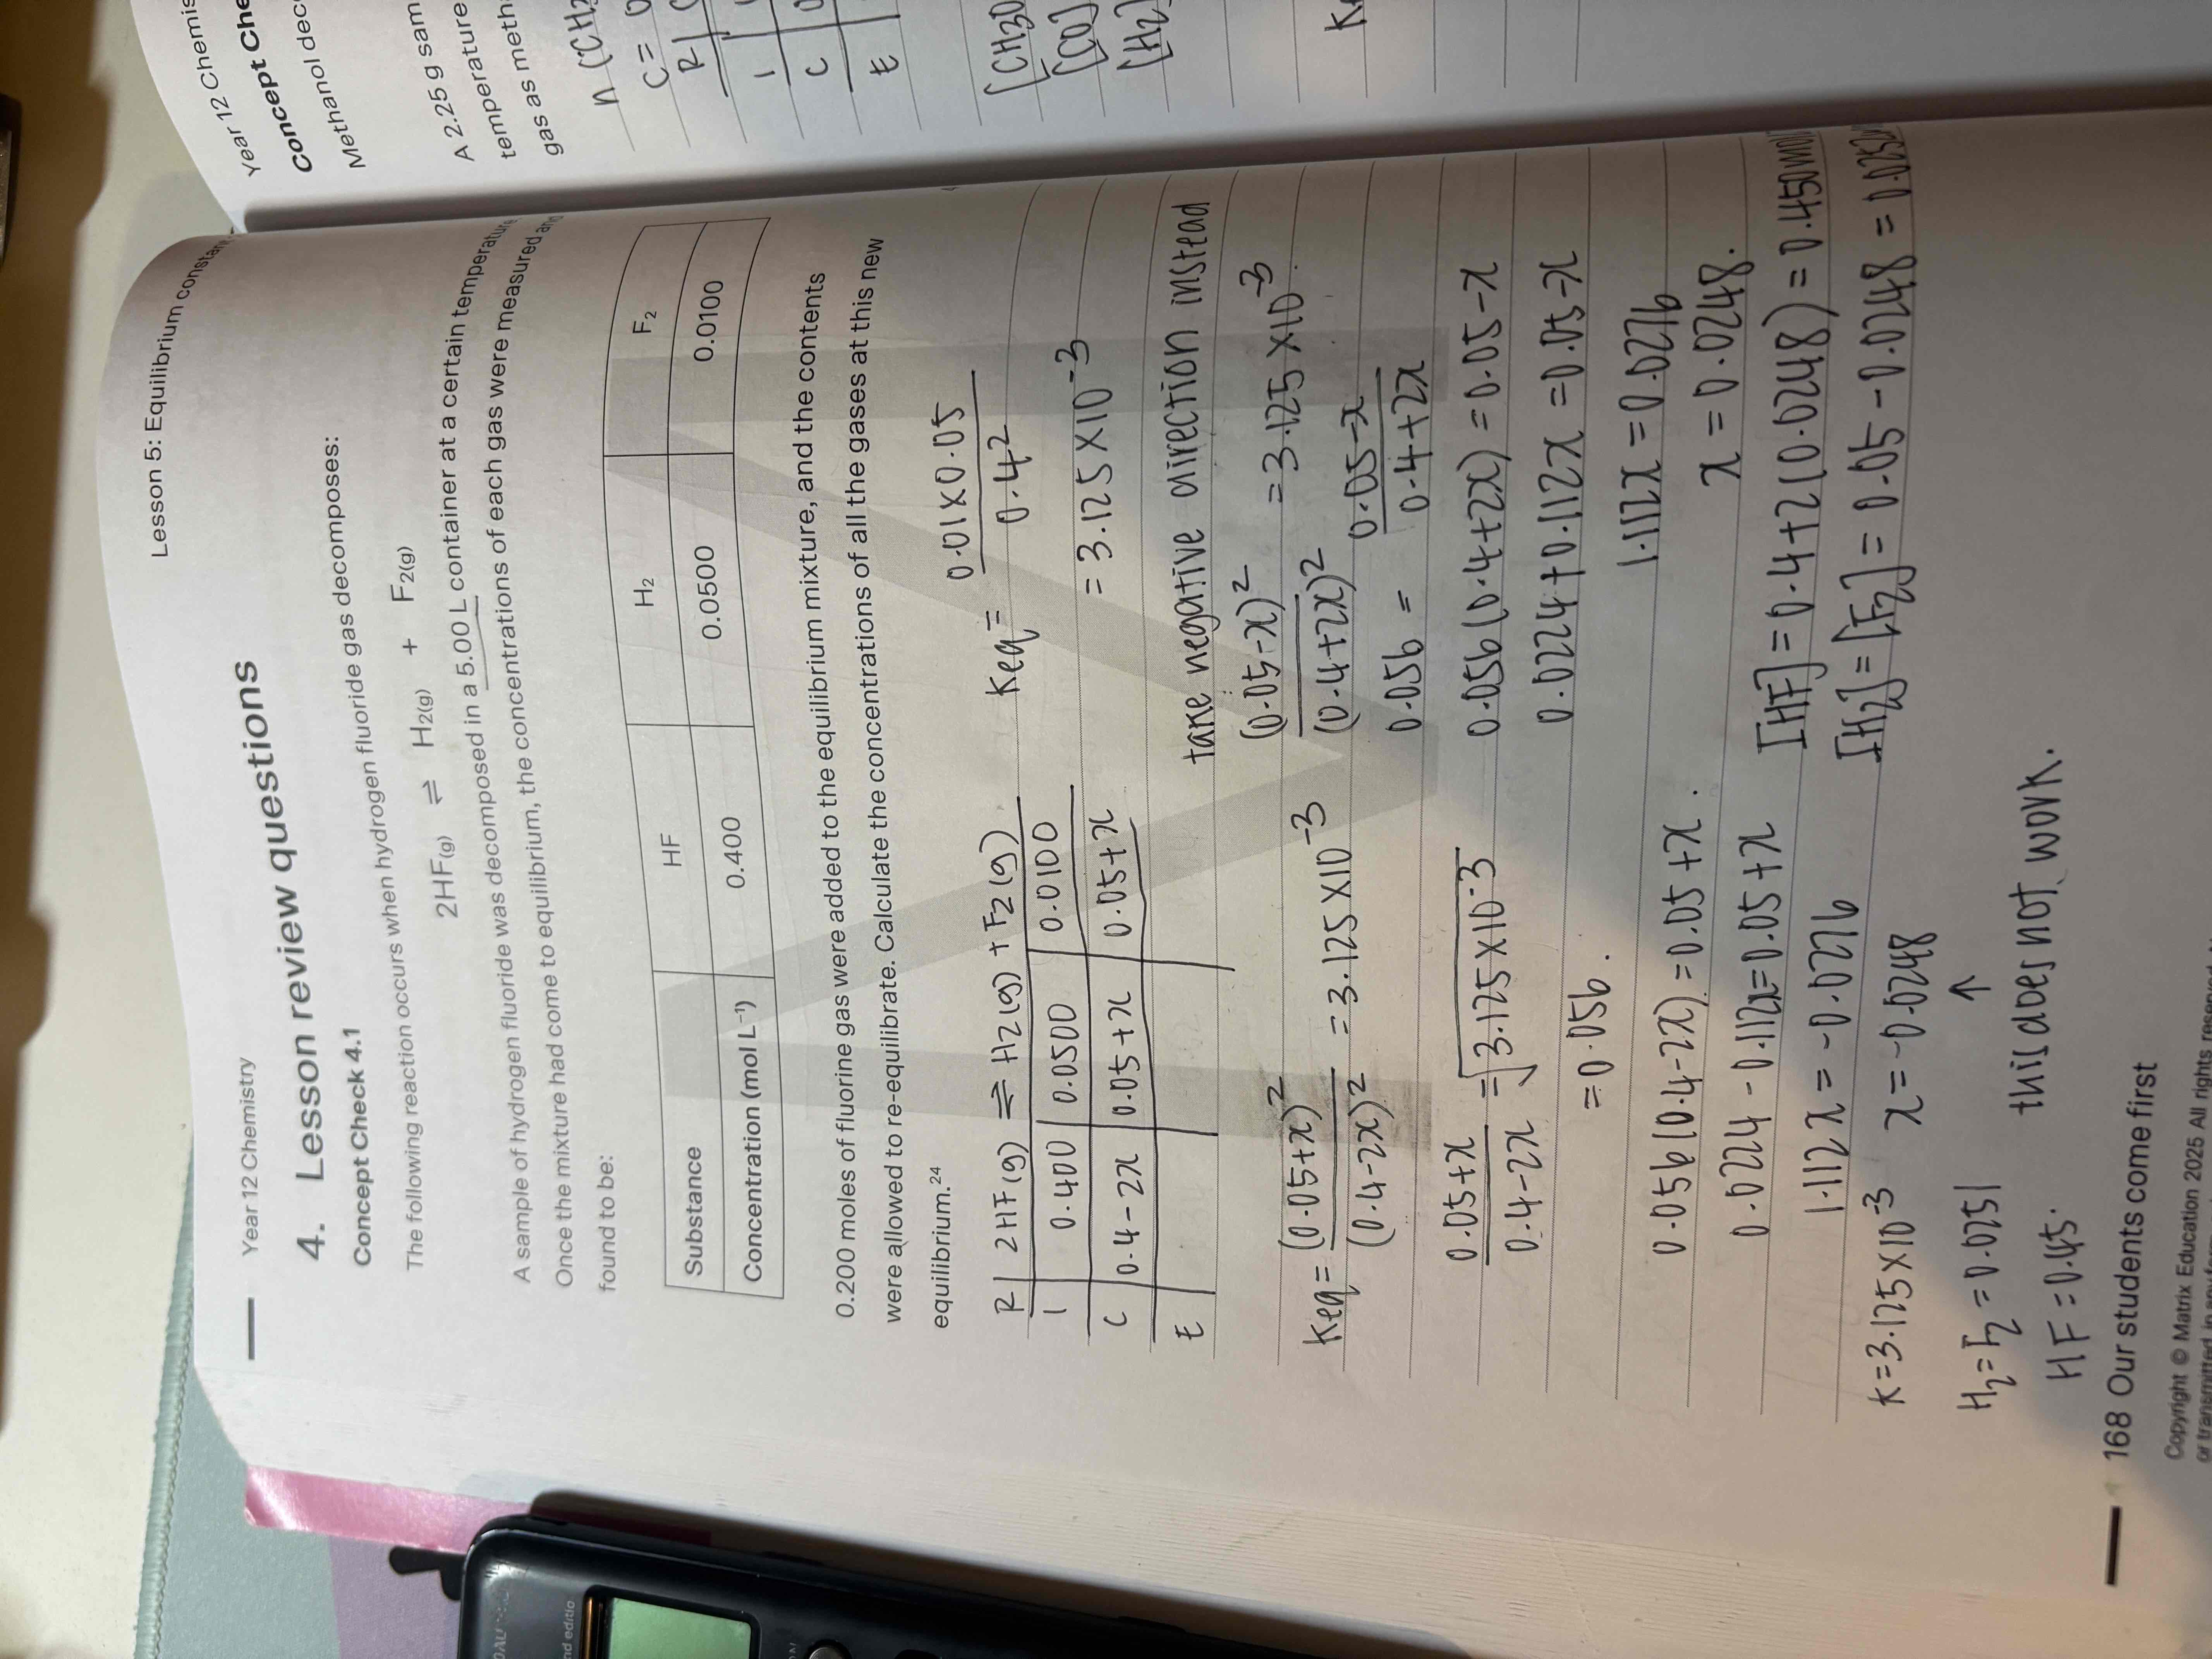 Year 12 Chemistry
Lesson 5: Equilibrium constant
4. Lesson review questions
Concept Check 4.1
The following reaction occurs when hydrogen fluoride gas decomposes:
2HF(g) ⇌ H2(g) + F2(g)
A sample of hydrogen fluoride was decomposed in a 5.00 L container at a certain temperature
Once the mixture had come to equilibrium, the concentrations of each gas were measured and
found to be:
Substance HF H2 F2
Concentration (mol L⁻¹) 0.400 0.0500 0.0100
0.200 moles of fluorine gas were added to the equilibrium mixture, and the contents
were allowed to re-equilibrate. Calculate the concentrations of all the gases at this new
equilibrium.²⁴
R | 2HF(g) ⇌ H2(g) + F2(g)
I | 0.400 | 0.0500 | 0.0100
C | 0.4-2x | 0.05+x | 0.05+x
E
Keq = (0.05+x)² / (0.4-2x)² = 3.125×10⁻³
0.05+x / 0.4-2x = √3.125×10⁻³
= 0.056.
0.056(0.4-2x) = 0.05+x.
0.0224-0.112x = 0.05+x
1.112x = -0.0276
K=3.125×10⁻³ x = -0.0248
↑
H2 = F2 = 0.0251
this does not work.
HF = 0.45.
Keq = 0.01×0.05 / 0.4²
= 3.125×10⁻³
take negative direction instead
(0.05-x)² / (0.4+2x)² = 3.125×10⁻³.
0.056 = 0.05-x / 0.4+2x
0.056(0.4+2x) = 0.05-x
0.0224+0.112x = 0.05-x
1.112x = 0.0276
x = 0.0248.
[HF] = 0.4+2(0.0248) = 0.450mol
[H2] = [F2] = 0.05-0.0248 = 0.025
168 Our students come first
Copyright © Matrix Education 2025 All rights reserved.
Year 12 Chemis
Concept Che
Methanol dec
A 2.25 g sam
temperature
gas as meth
n(CH3
C = 0
R
I
C
E
[CH3O
[CO]
[H2]
K